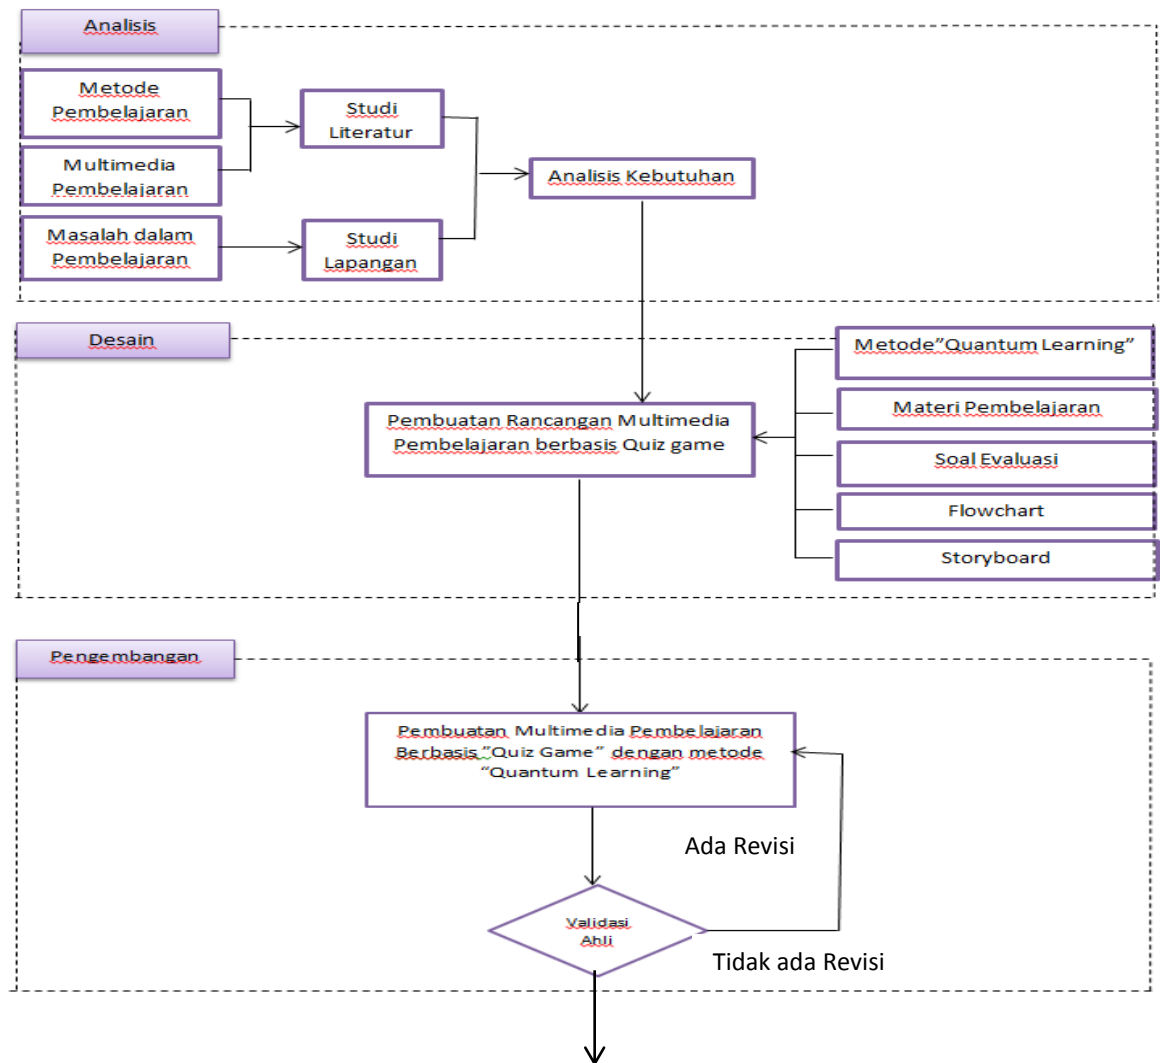 Analisis
Metode
Pembelajaran
Multimedia
Pembelajaran
Masalah dalam
Pembelajaran
Studi
Literatur
Studi
Lapangan
Analisis Kebutuhan
Desain
Pembuatan Rancangan Multimedia
Pembelajaran berbasis Quiz game
Metode”Quantum Learning”
Materi Pembelajaran
Soal Evaluasi
Flowchart
Storyboard
Pengembangan
Pembuatan Multimedia Pembelajaran
Berbasis ”Quiz Game” dengan metode
“Quantum Learning”
Ada Revisi
Validasi
Ahli
Tidak ada Revisi